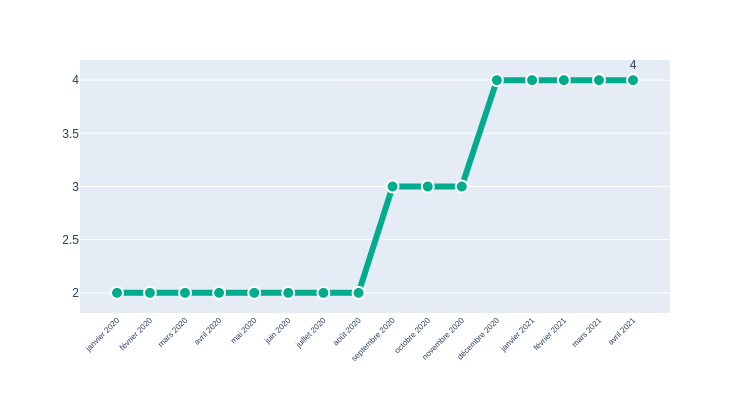 4
4
3.5
3
2.5
2
janvier 2020
février 2020
mars 2020
avril 2020
mai 2020
juin 2020
juillet 2020
août 2020
septembre 2020
octobre 2020
novembre 2020
décembre 2020
janvier 2021
février 2021
mars 2021
avril 2021